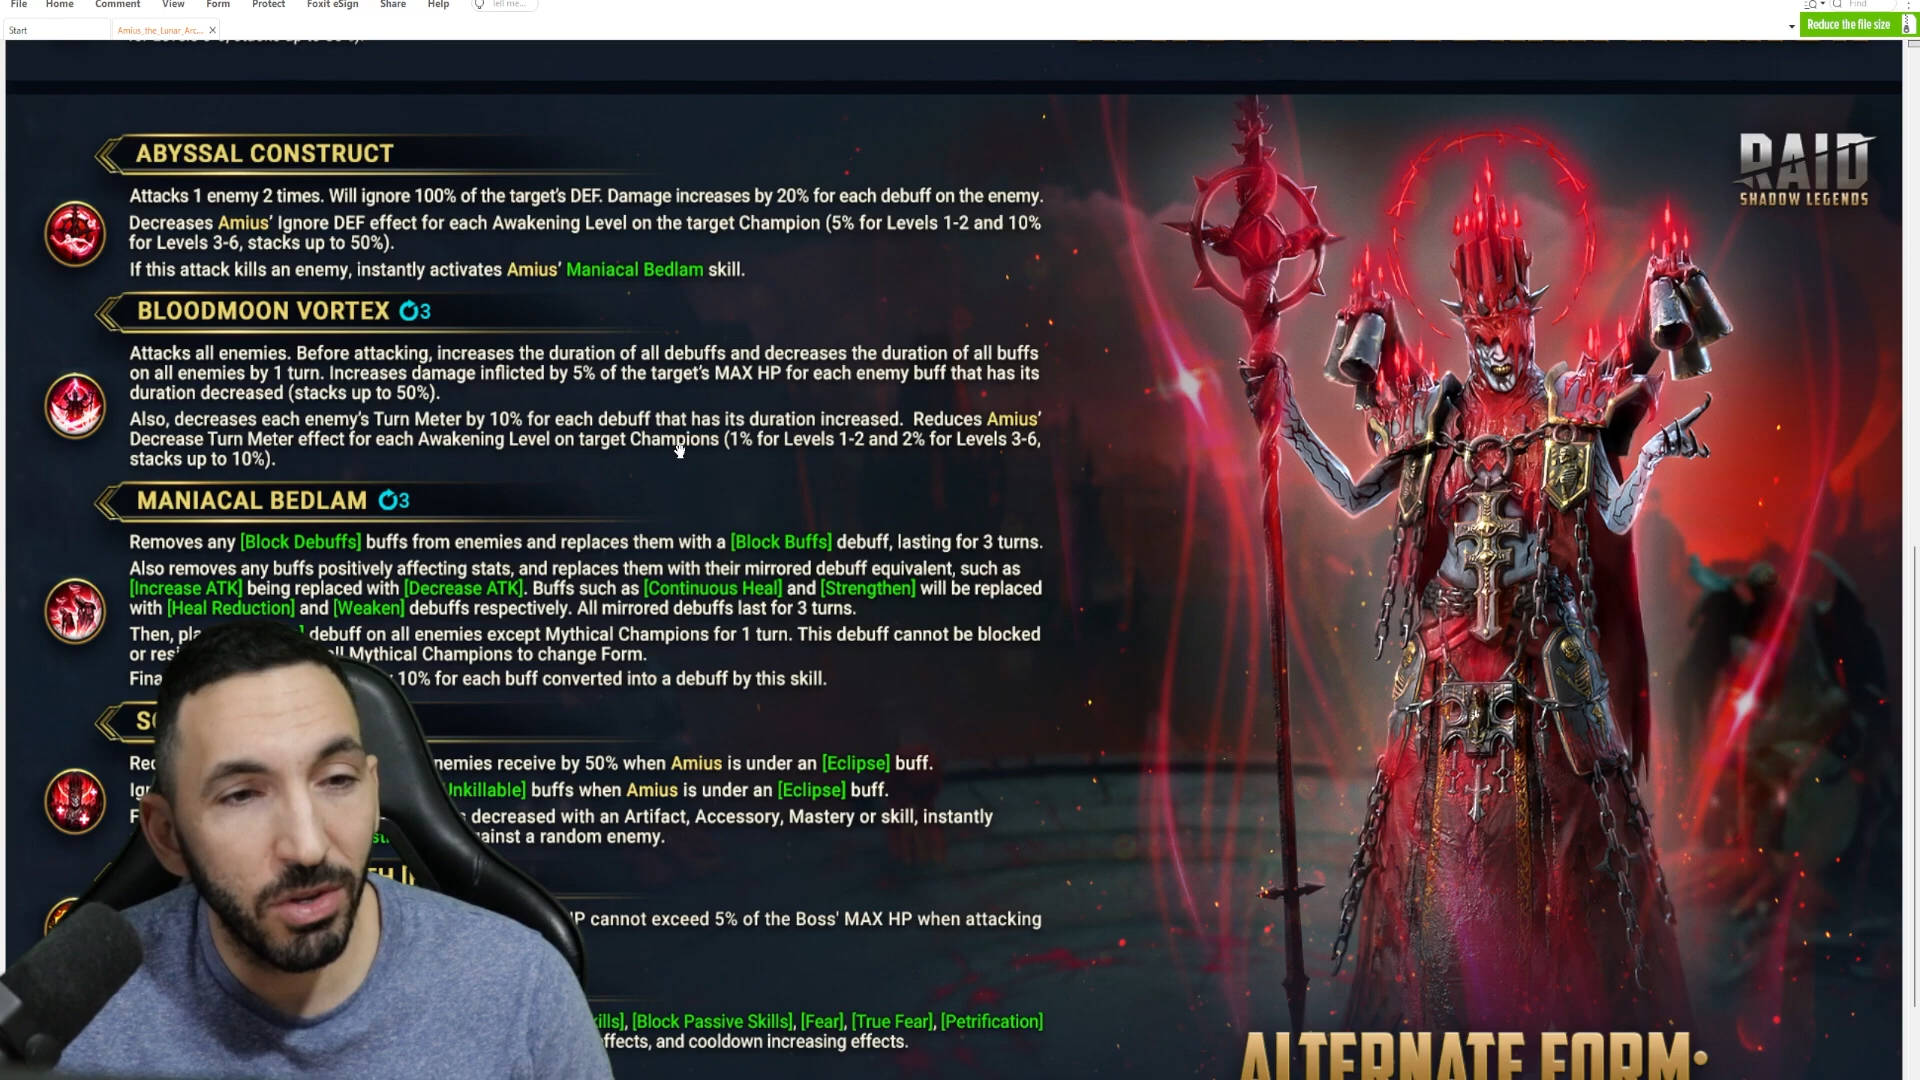 File Home Comment View Form Protect Foxit eSign Share Help Tell me... Find
Start Amius_the_Lunar_Arc... Reduce the file size
ABYSSAL CONSTRUCT
Attacks 1 enemy 2 times. Will ignore 100% of the target's DEF. Damage increases by 20% for each debuff on the enemy.
Decreases Amius' Ignore DEF effect for each Awakening Level on the target Champion (5% for Levels 1-2 and 10%
for Levels 3-6, stacks up to 50%).
If this attack kills an enemy, instantly activates Amius' Maniacal Bedlam skill.
BLOODMOON VORTEX 3
Attacks all enemies. Before attacking, increases the duration of all debuffs and decreases the duration of all buffs
on all enemies by 1 turn. Increases damage inflicted by 5% of the target's MAX HP for each enemy buff that has its
duration decreased (stacks up to 50%).
Also, decreases each enemy's Turn Meter by 10% for each debuff that has its duration increased. Reduces Amius'
Decrease Turn Meter effect for each Awakening Level on target Champions (1% for Levels 1-2 and 2% for Levels 3-6,
stacks up to 10%).
MANIACAL BEDLAM 3
Removes any [Block Debuffs] buffs from enemies and replaces them with a [Block Buffs] debuff, lasting for 3 turns.
Also removes any buffs positively affecting stats, and replaces them with their mirrored debuff equivalent, such as
[Increase ATK] being replaced with [Decrease ATK]. Buffs such as [Continuous Heal] and [Strengthen] will be replaced
with [Heal Reduction] and [Weaken] debuffs respectively. All mirrored debuffs last for 3 turns.
Then, debuff on all enemies except Mythical Champions for 1 turn. This debuff cannot be blocked
or Mythical Champions to change Form.
10% for each buff converted into a debuff by this skill.
enemies receive by 50% when Amius is under an [Eclipse] buff.
buffs when Amius is under an [Eclipse] buff.
decreased with an Artifact, Accessory, Mastery or skill, instantly
against a random enemy.
cannot exceed 5% of the Boss' MAX HP when attacking
[Block Passive Skills], [Fear], [True Fear], [Petrification]
effects, and cooldown increasing effects.
RAID
SHADOW LEGENDS
ALTERNATE FORM: